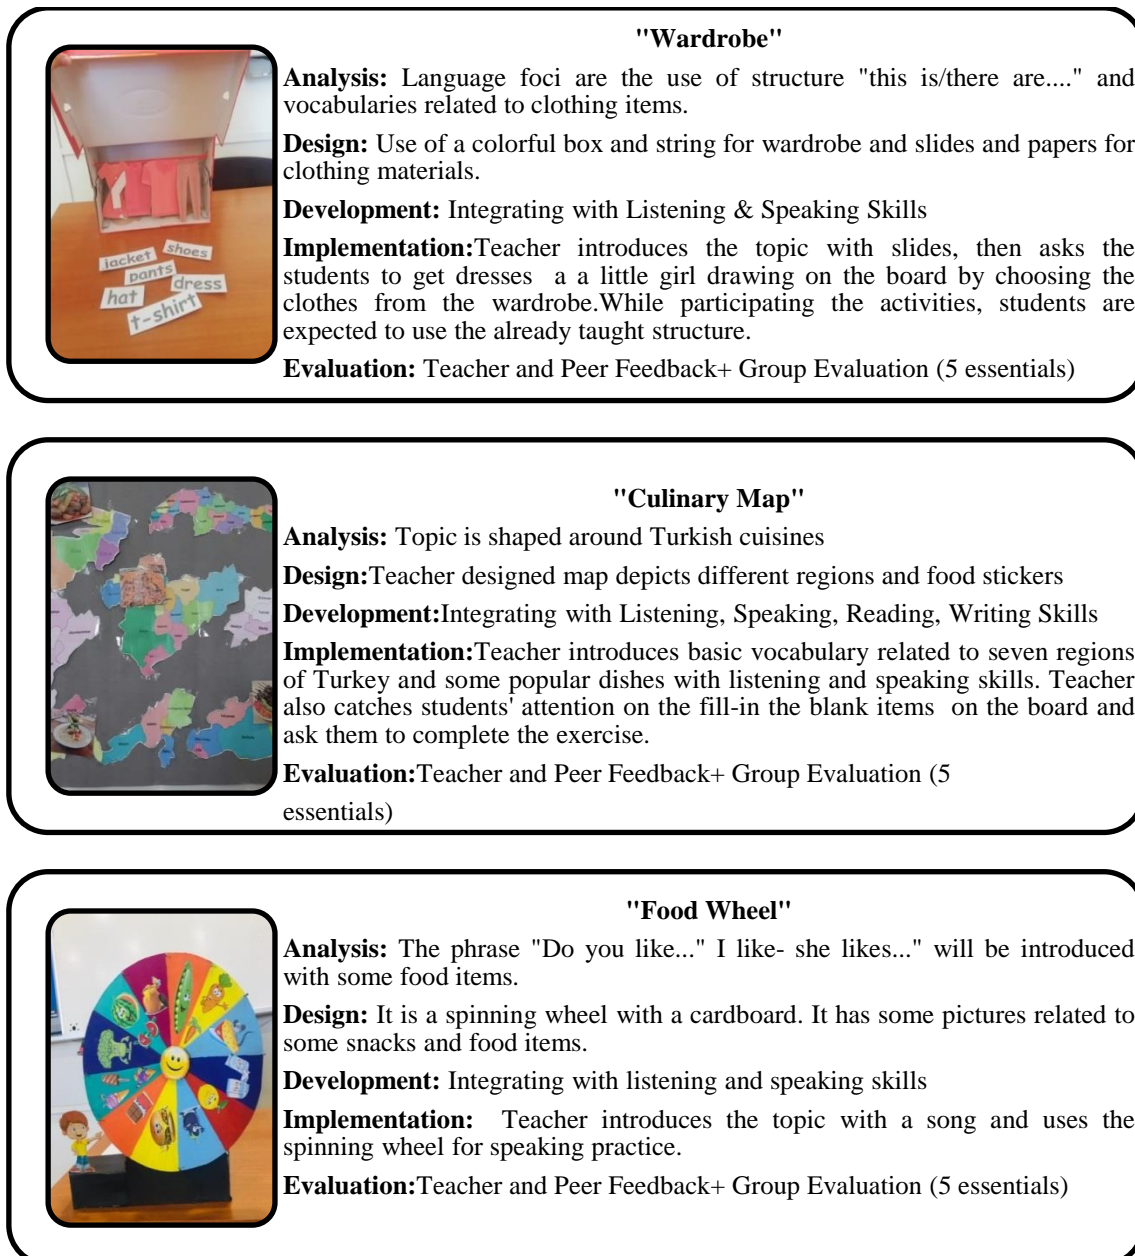 "Wardrobe"
Analysis: Language foci are the use of structure "this is/there are...." and
vocabularies related to clothing items.
Design: Use of a colorful box and string for wardrobe and slides and papers for
clothing materials.
Development: Integrating with Listening & Speaking Skills
Implementation:Teacher introduces the topic with slides, then asks the
students to get dresses a a little girl drawing on the board by choosing the
clothes from the wardrobe.While participating the activities, students are
expected to use the already taught structure.
Evaluation: Teacher and Peer Feedback+ Group Evaluation (5 essentials)
jacket
shoes
pants
dress
hat
t-shirt
"Culinary Map"
Analysis: Topic is shaped around Turkish cuisines
Design:Teacher designed map depicts different regions and food stickers
Development:Integrating with Listening, Speaking, Reading, Writing Skills
Implementation:Teacher introduces basic vocabulary related to seven regions
of Turkey and some popular dishes with listening and speaking skills. Teacher
also catches students' attention on the fill-in the blank items on the board and
ask them to complete the exercise.
Evaluation:Teacher and Peer Feedback+ Group Evaluation (5
essentials)
"Food Wheel"
Analysis: The phrase "Do you like..." I like- she likes..." will be introduced
with some food items.
Design: It is a spinning wheel with a cardboard. It has some pictures related to
some snacks and food items.
Development: Integrating with listening and speaking skills
Implementation: Teacher introduces the topic with a song and uses the
spinning wheel for speaking practice.
Evaluation:Teacher and Peer Feedback+ Group Evaluation (5 essentials)